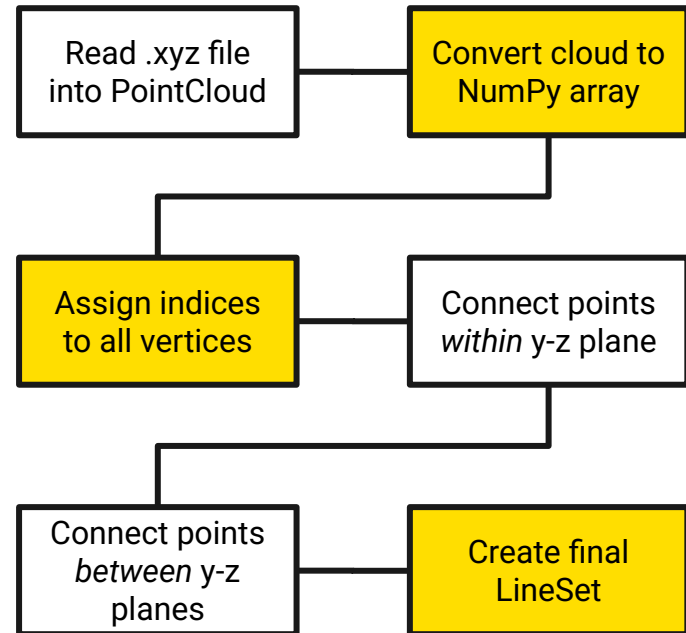 Read .xyz file
into PointCloud
Convert cloud to
NumPy array
Assign indices
to all vertices
Connect points
within y-z plane
Connect points
between y-z
planes
Create final
LineSet